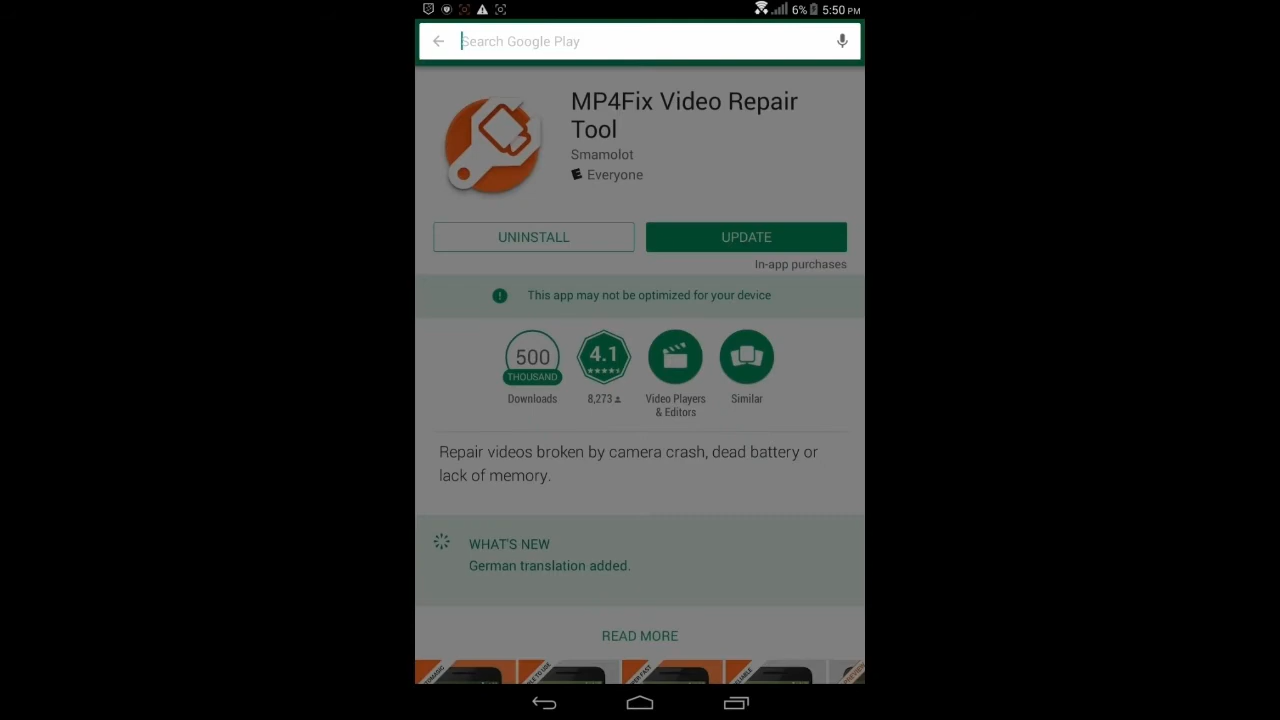 6% 5:50 PM
Search Google Play
MP4Fix Video Repair
Tool
Smamolot
Everyone
UNINSTALL
UPDATE
In-app purchases
This app may not be optimized for your device
500
THOUSAND
Downloads
4.1
8,273
Video Players
& Editors
Similar
Repair videos broken by camera crash, dead battery or
lack of memory.
WHAT'S NEW
German translation added.
READ MORE